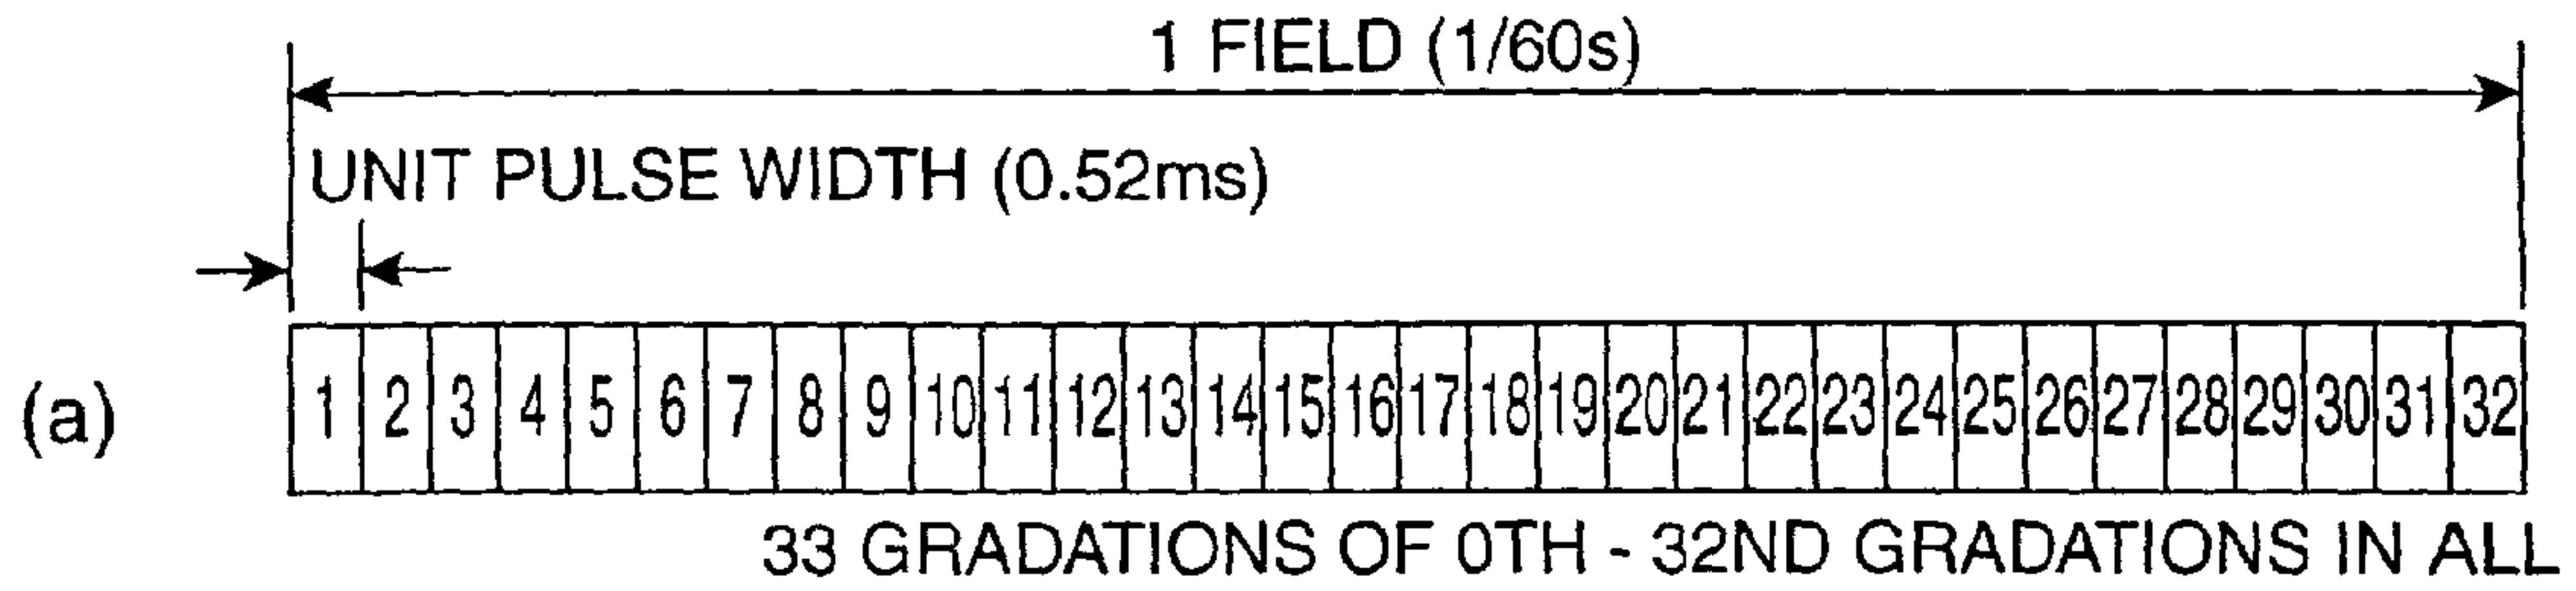 1 FIELD (1/60s)
UNIT PULSE WIDTH (0.52ms)
(a) 1 2 3 4 5 6 7 8 9 10 11 12 13 14 15 16 17 18 19 20 21 22 23 24 25 26 27 28 29 30 31 32
33 GRADATIONS OF 0TH - 32ND GRADATIONS IN ALL